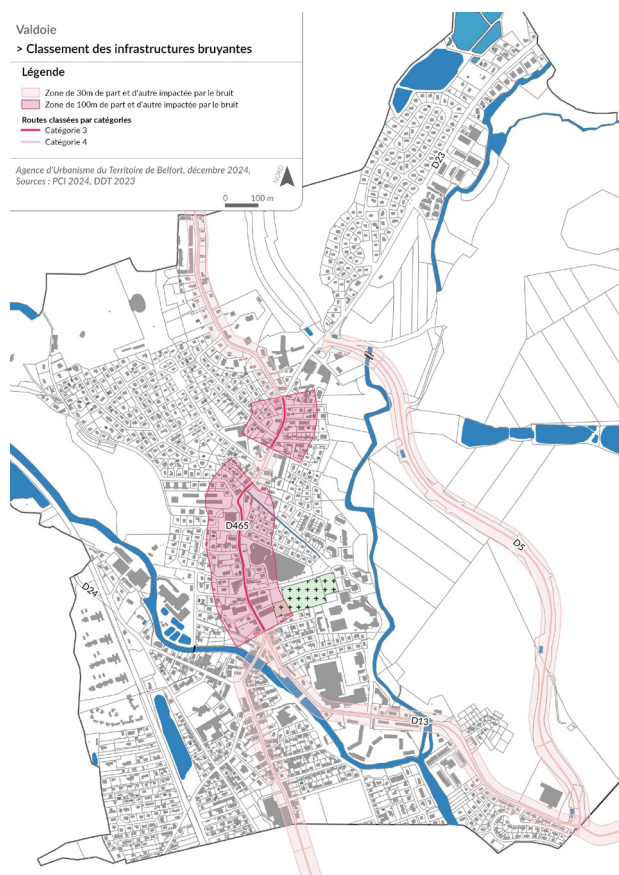 Valdoie
> Classement des infrastructures bruyantes
Légende
Zone de 30m de part et d'autre impactée par le bruit
Zone de 100m de part et d'autre impactée par le bruit
Routes classées par catégories
Catégorie 3
Catégorie 4
Agence d'Urbanisme du Territoire de Belfort, décembre 2024,
Sources : PCI 2024, DDT 2023
NORD
0 100 m
D23
D465
D5
D24
D13